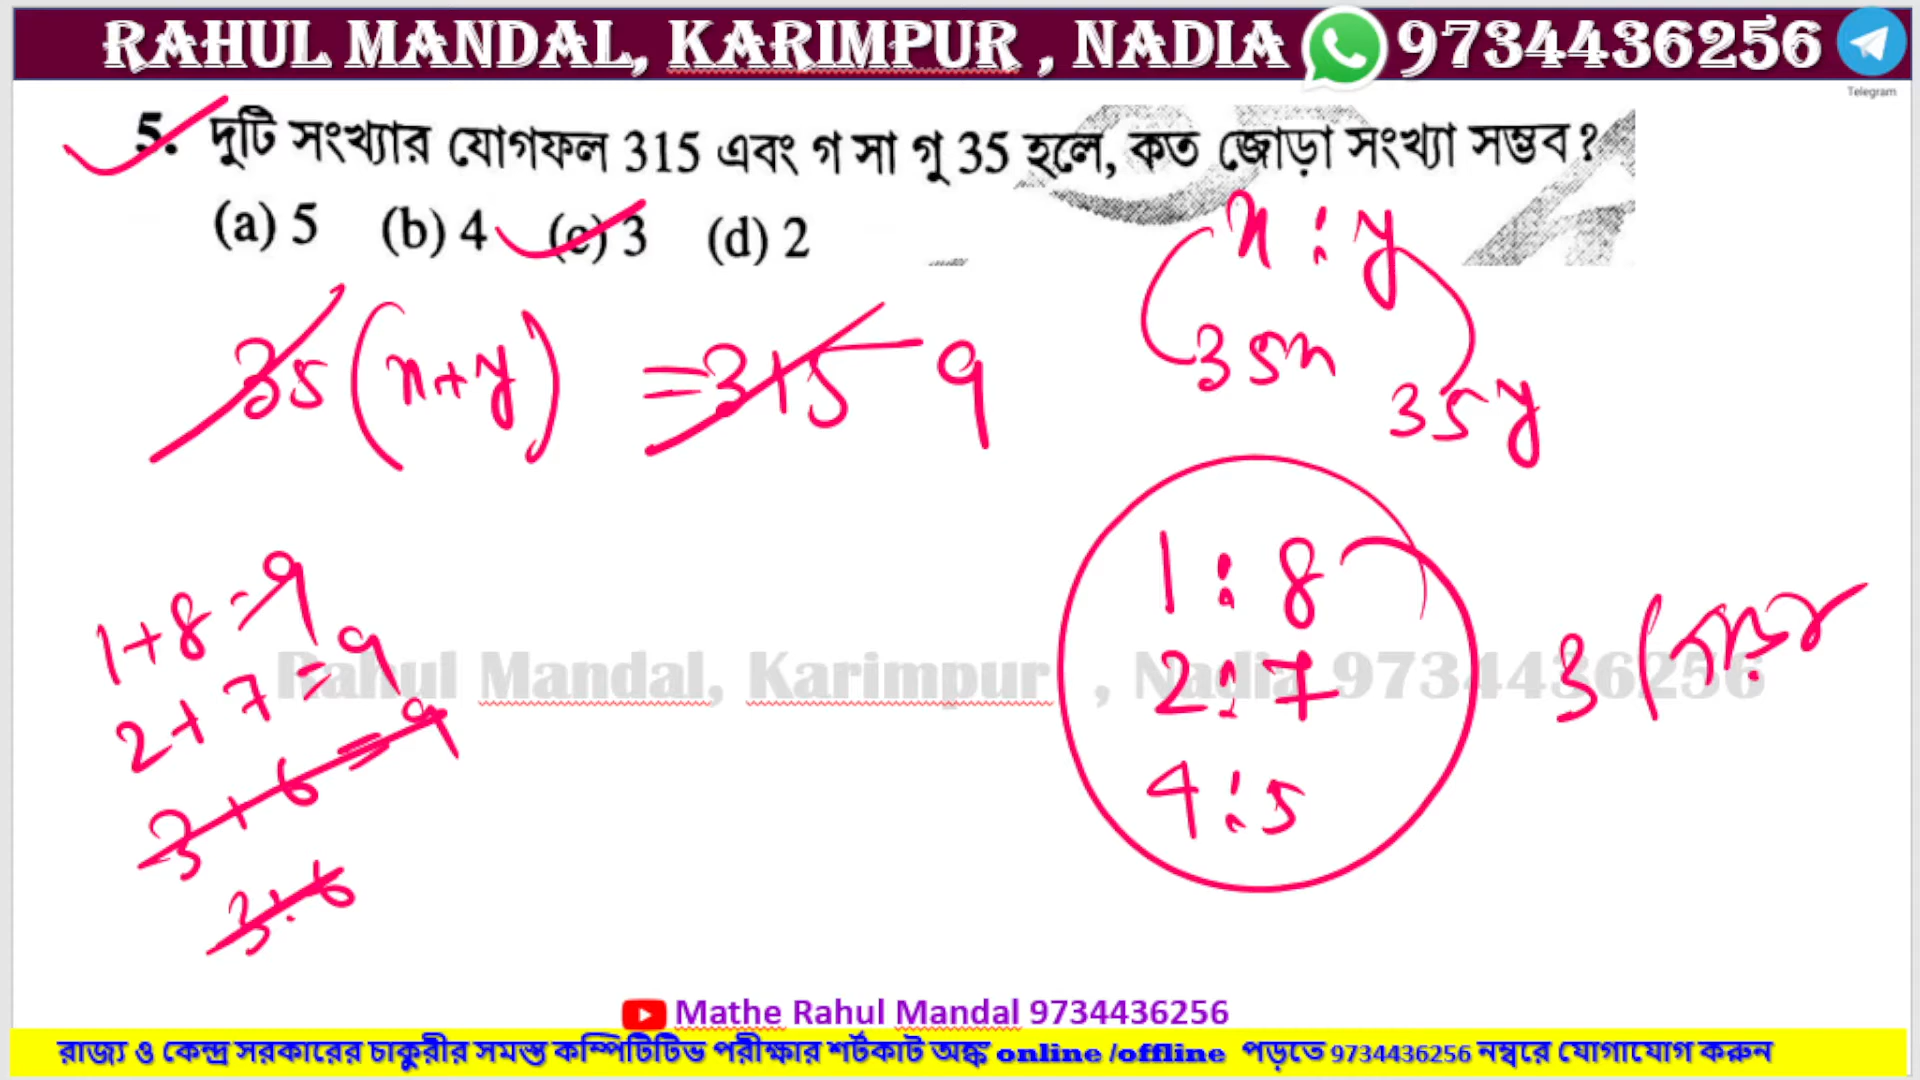 RAHUL MANDAL, KARIMPUR , NADIA 9734436256
Telegram
5. দুটি সংখ্যার যোগফল 315 এবং গ সা গু 35 হলে, কত জোড়া সংখ্যা সম্ভব?
(a) 5 (b) 4 (c) 3 (d) 2
x : y
35x
35y
35(x+y) = 315 9
1+8=9
2+7=9
3+6=9
3:6
1:8
2:7
4:5
3
Rahul Mandal, Karimpur , Nadia 9734436256
Mathe Rahul Mandal 9734436256
রাজ্য ও কেন্দ্র সরকারের চাকুরীর সমস্ত কম্পিটিটিভ পরীক্ষার শর্টকাট অঙ্ক online /offline পড়তে 9734436256 নম্বরে যোগাযোগ করুন